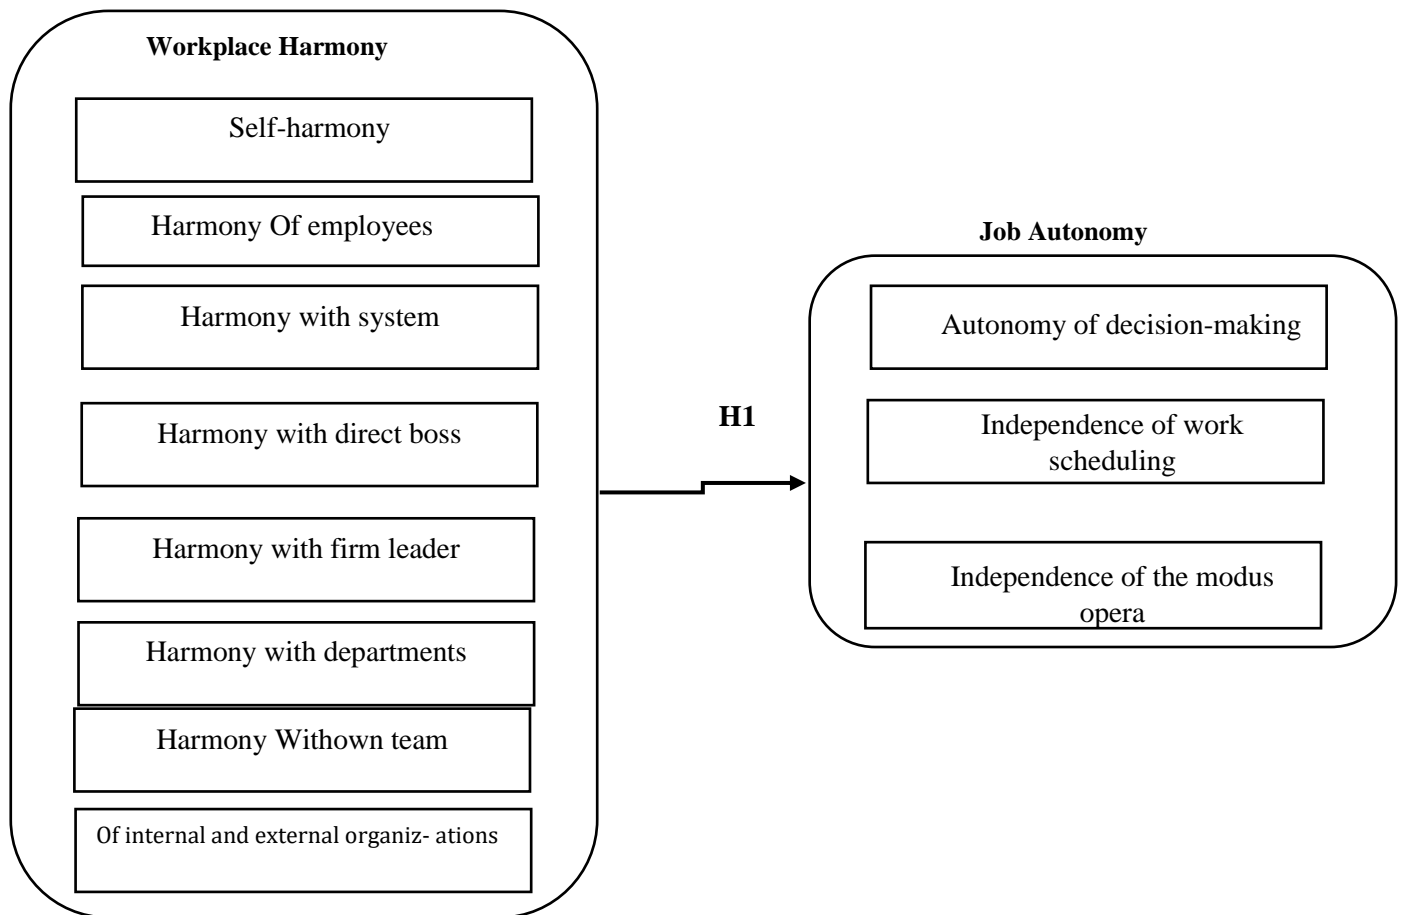 Workplace Harmony
Self-harmony
Harmony Of employees
Harmony with system
Harmony with direct boss
Harmony with firm leader
Harmony with departments
Harmony Withown team
Of internal and external organiz- ations
H1
Job Autonomy
Autonomy of decision-making
Independence of work
scheduling
Independence of the modus
opera